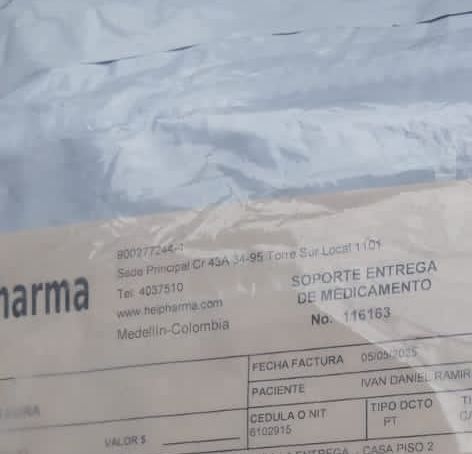 900277244-1
Sede Principal Cr 43A 34-95 Torre Sur Local 1101
Tel: 4037510
www.helpharma.com
Medellín-Colombia
harma
SOPORTE ENTREGA
DE MEDICAMENTO
No. 116163
FECHA FACTURA 05/05/2025
PACIENTE IVAN DANIEL RAMIR
CEDULA O NIT
6102915
TIPO DCTO
PT
VALOR $
ENTREGA CASA PISO 2